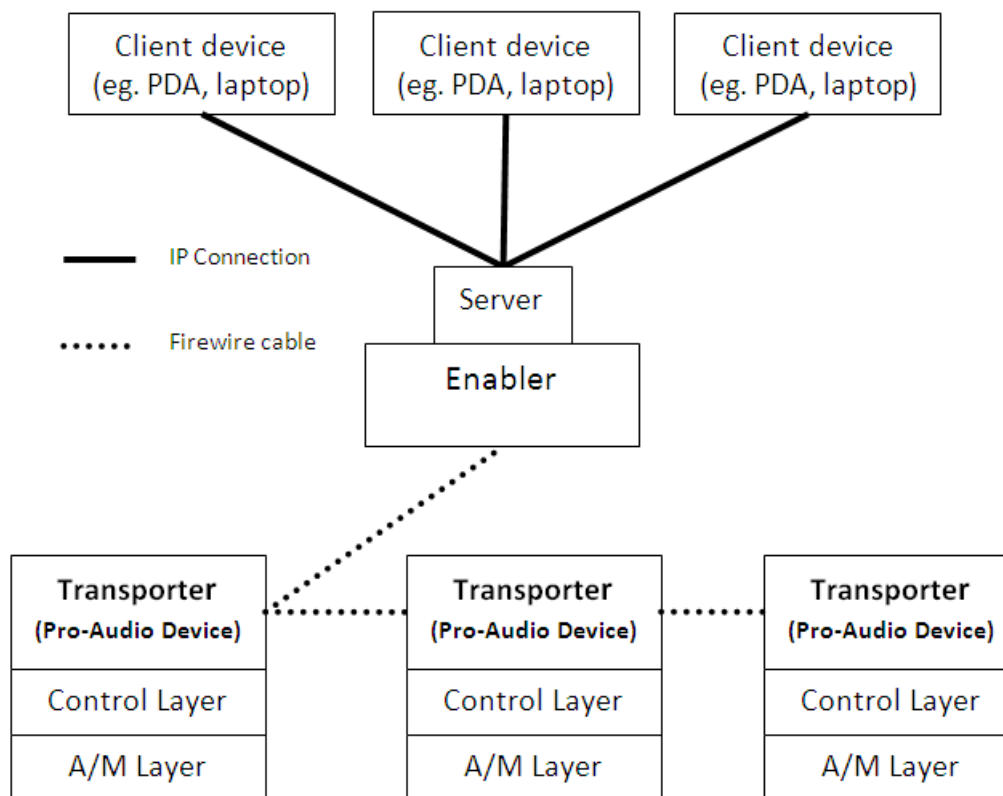 Client device
(eg. PDA, laptop)
Client device
(eg. PDA, laptop)
Client device
(eg. PDA, laptop)
IP Connection
Firewire cable
Server
Enabler
Transporter
(Pro-Audio Device)
Control Layer
A/M Layer
Transporter
(Pro-Audio Device)
Control Layer
A/M Layer
Transporter
(Pro-Audio Device)
Control Layer
A/M Layer